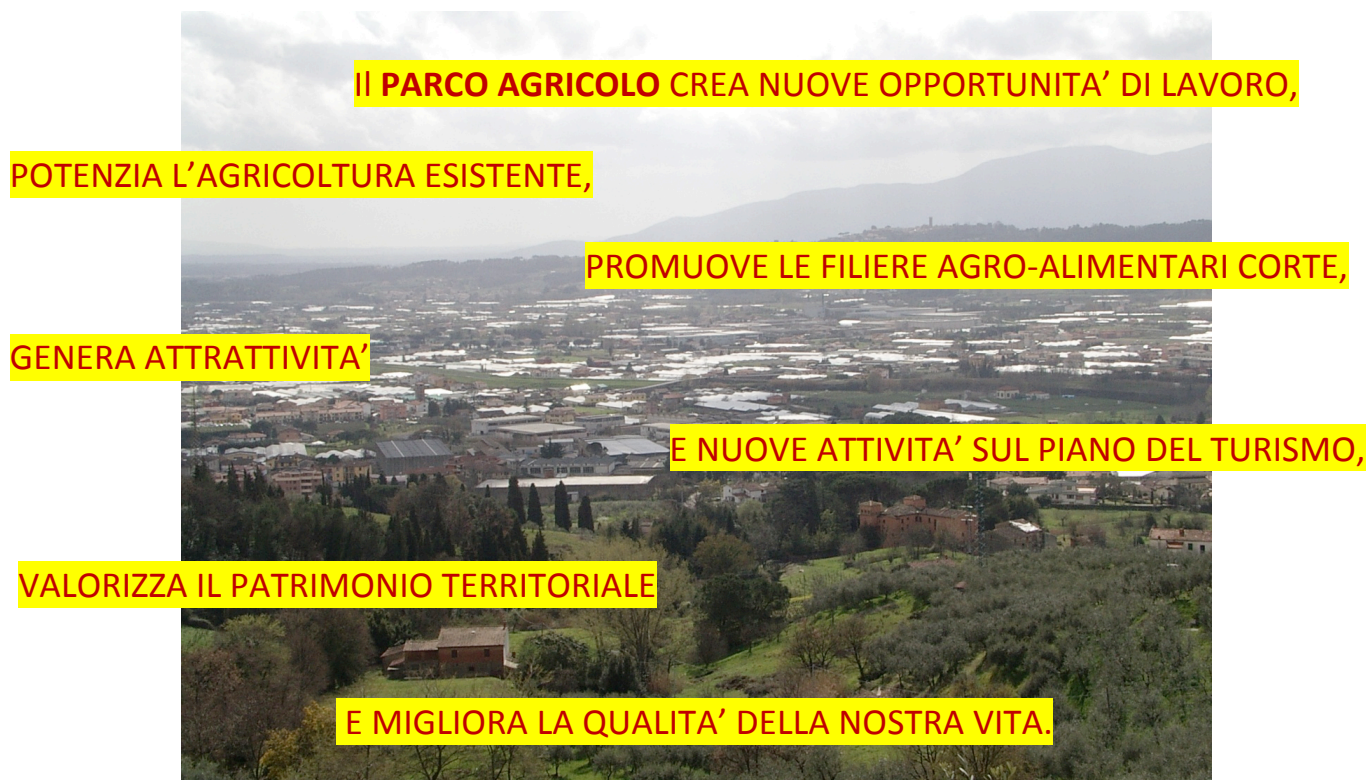 Il PARCO AGRICOLO CREA NUOVE OPPORTUNITA’ DI LAVORO,
POTENZIA L’AGRICOLTURA ESISTENTE,
PROMUOVE LE FILIERE AGRO-ALIMENTARI CORTE,
GENERA ATTRATTIVITA’
E NUOVE ATTIVITA’ SUL PIANO DEL TURISMO,
VALORIZZA IL PATRIMONIO TERRITORIALE
E MIGLIORA LA QUALITA’ DELLA NOSTRA VITA.